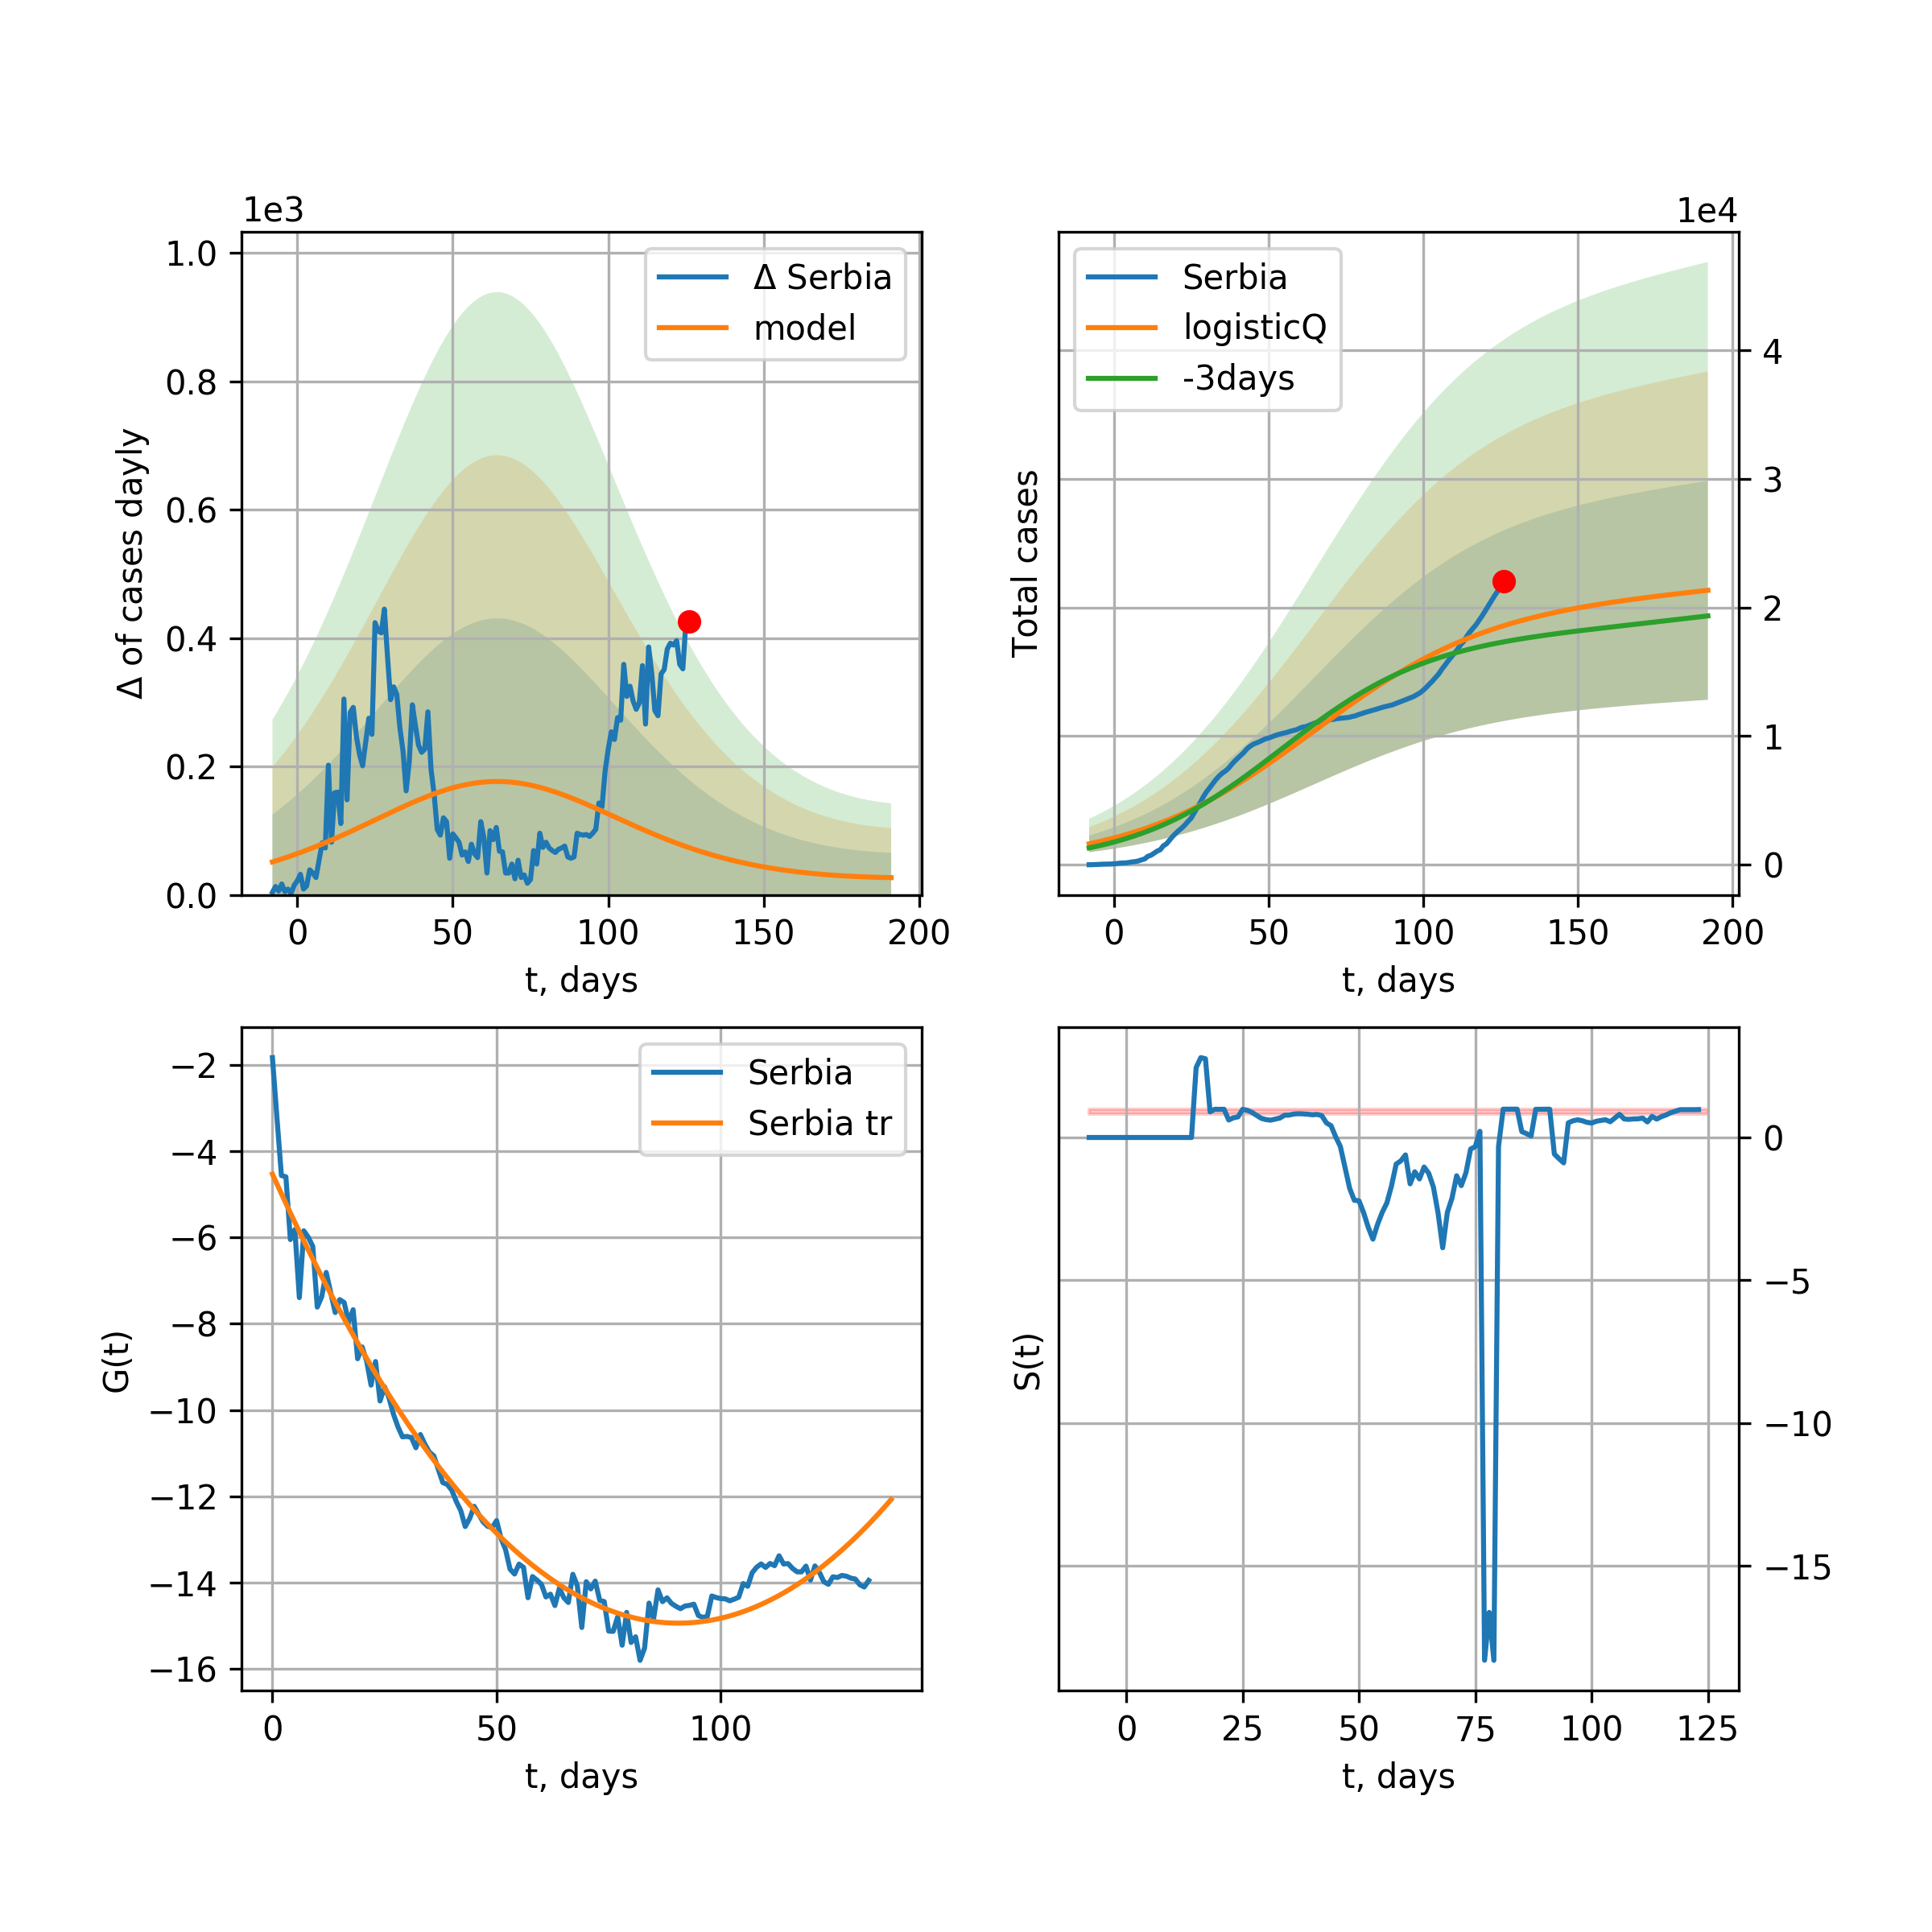 1e3
Δ of cases dayly
1.0
0.8
0.6
0.4
0.2
0.0
0 50 100 150 200
t, days
Δ Serbia
model
1e4
Total cases
4
3
2
1
0
0 50 100 150 200
t, days
Serbia
logisticQ
-3days
G(t)
−2
−4
−6
−8
−10
−12
−14
−16
0 50 100
t, days
Serbia
Serbia tr
S(t)
0
−5
−10
−15
0 25 50 75 100 125
t, days